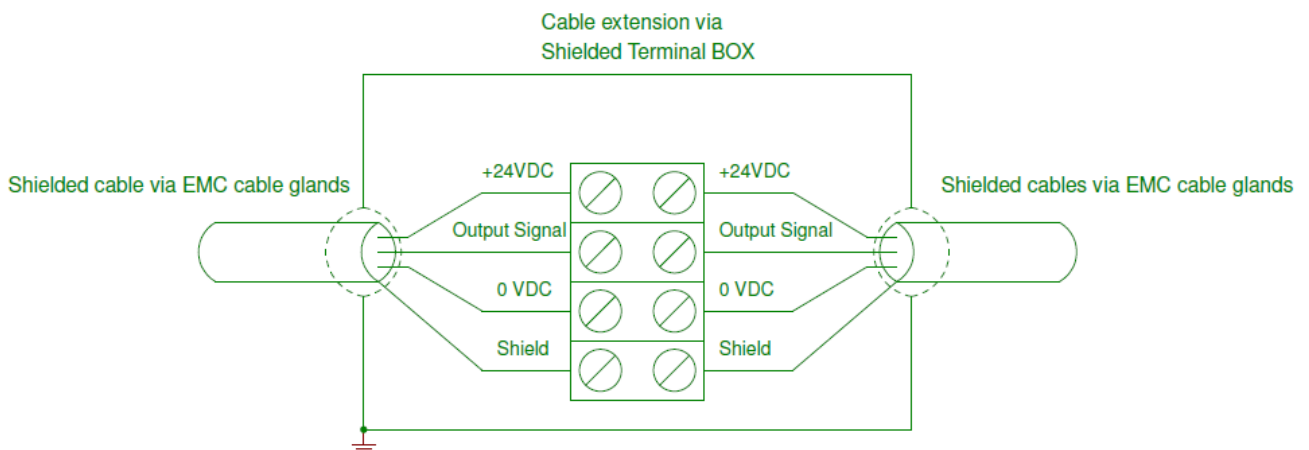 Cable extension via
Shielded Terminal BOX
Shielded cable via EMC cable glands
+24VDC
+24VDC
Shielded cables via EMC cable glands
Output Signal
Output Signal
0 VDC
0 VDC
Shield
Shield